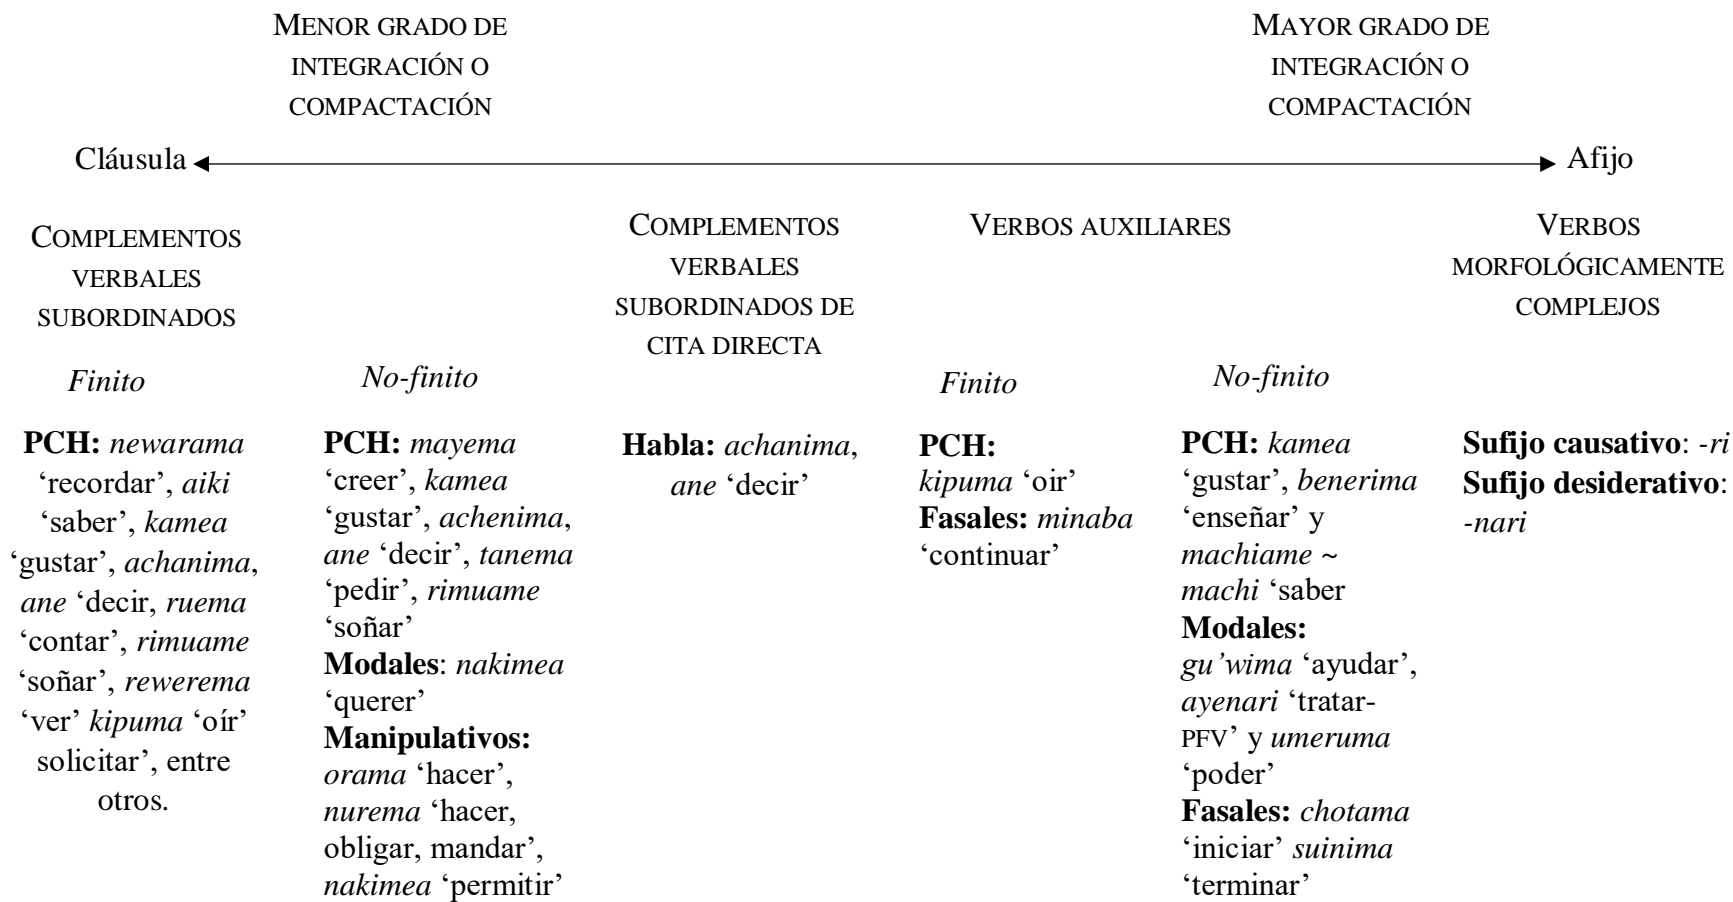 MENOR GRADO DE
INTEGRACIÓN O
COMPACTACIÓN
MAYOR GRADO DE
INTEGRACIÓN O
COMPACTACIÓN
Cláusula
Afijo
COMPLEMENTOS
VERBALES
SUBORDINADOS
COMPLEMENTOS
VERBALES
SUBORDINADOS DE
CITA DIRECTA
VERBOS AUXILIARES
VERBOS
MORFOLÓGICAMENTE
COMPLEJOS
Finito
No-finito
Finito
No-finito
PCH: newarama
‘recordar’, aiki
‘saber’, kamea
‘gustar’, achanima,
ane ‘decir, ruema
‘contar’, rimuame
‘soñar’, rewerema
‘ver’ kipuma ‘oír’
solicitar’, entre
otros.
PCH: mayema
‘creer’, kamea
‘gustar’, achenima,
ane ‘decir’, tanema
‘pedir’, rimuame
‘soñar’
Modales: nakimea
‘querer’
Manipulativos:
orama ‘hacer’,
nurema ‘hacer,
obligar, mandar’,
nakimea ‘permitir’
Habla: achanima,
ane ‘decir’
PCH:
kipuma ‘oir’
Fasales: minaba
‘continuar’
PCH: kamea
‘gustar’, benerima
‘enseñar’ y
machiame ~
machi ‘saber
Modales:
gu’wima ‘ayudar’,
ayenari ‘tratar-
PFV’ y umeruma
‘poder’
Fasales: chotama
‘iniciar’ suinima
‘terminar’
Sufijo causativo: -ri
Sufijo desiderativo:
-nari